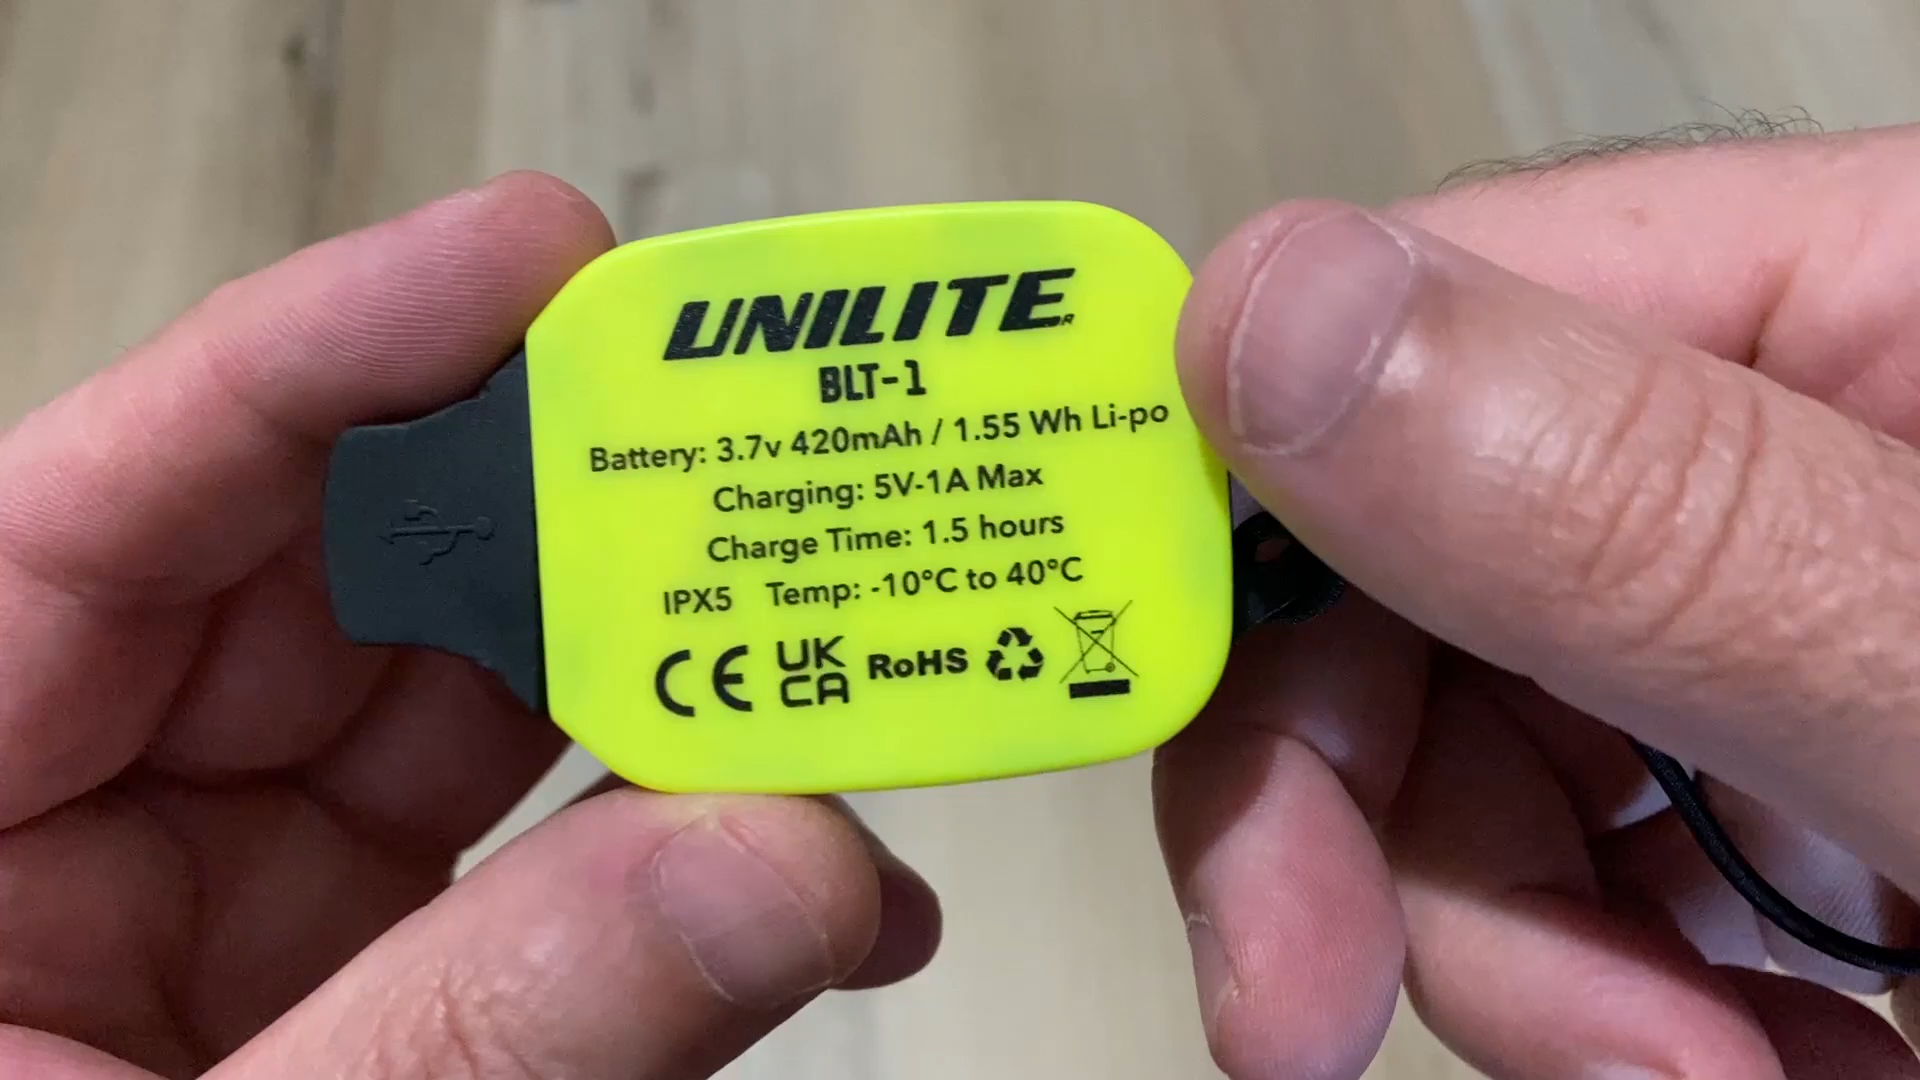 UNILITE®
BLT-1
Battery: 3.7v 420mAh / 1.55 Wh Li-po
Charging: 5V-1A Max
Charge Time: 1.5 hours
IPX5 Temp: -10°C to 40°C
CE UK CA RoHS